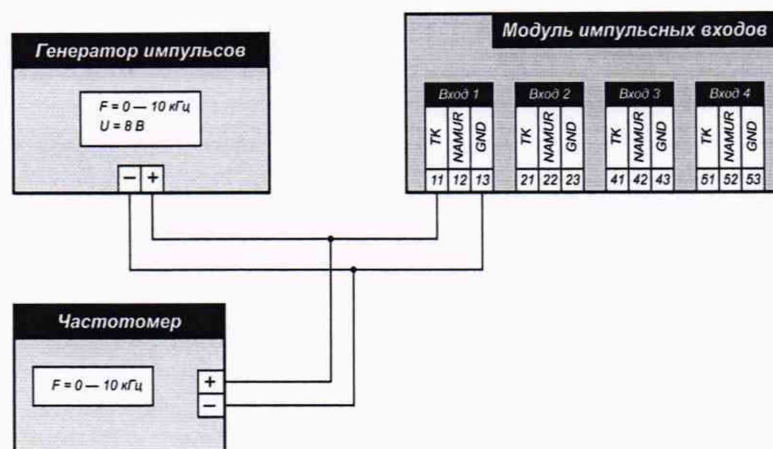 Генератор импульсов
F = 0 — 10 кГц
U = 8 В
— +
Модуль импульсных входов
Вход 1 Вход 2 Вход 3 Вход 4
TK NAMUR GND TK NAMUR GND TK NAMUR GND TK NAMUR GND
11 12 13 21 22 23 41 42 43 51 52 53
Частотомер
F = 0 — 10 кГц
+
—